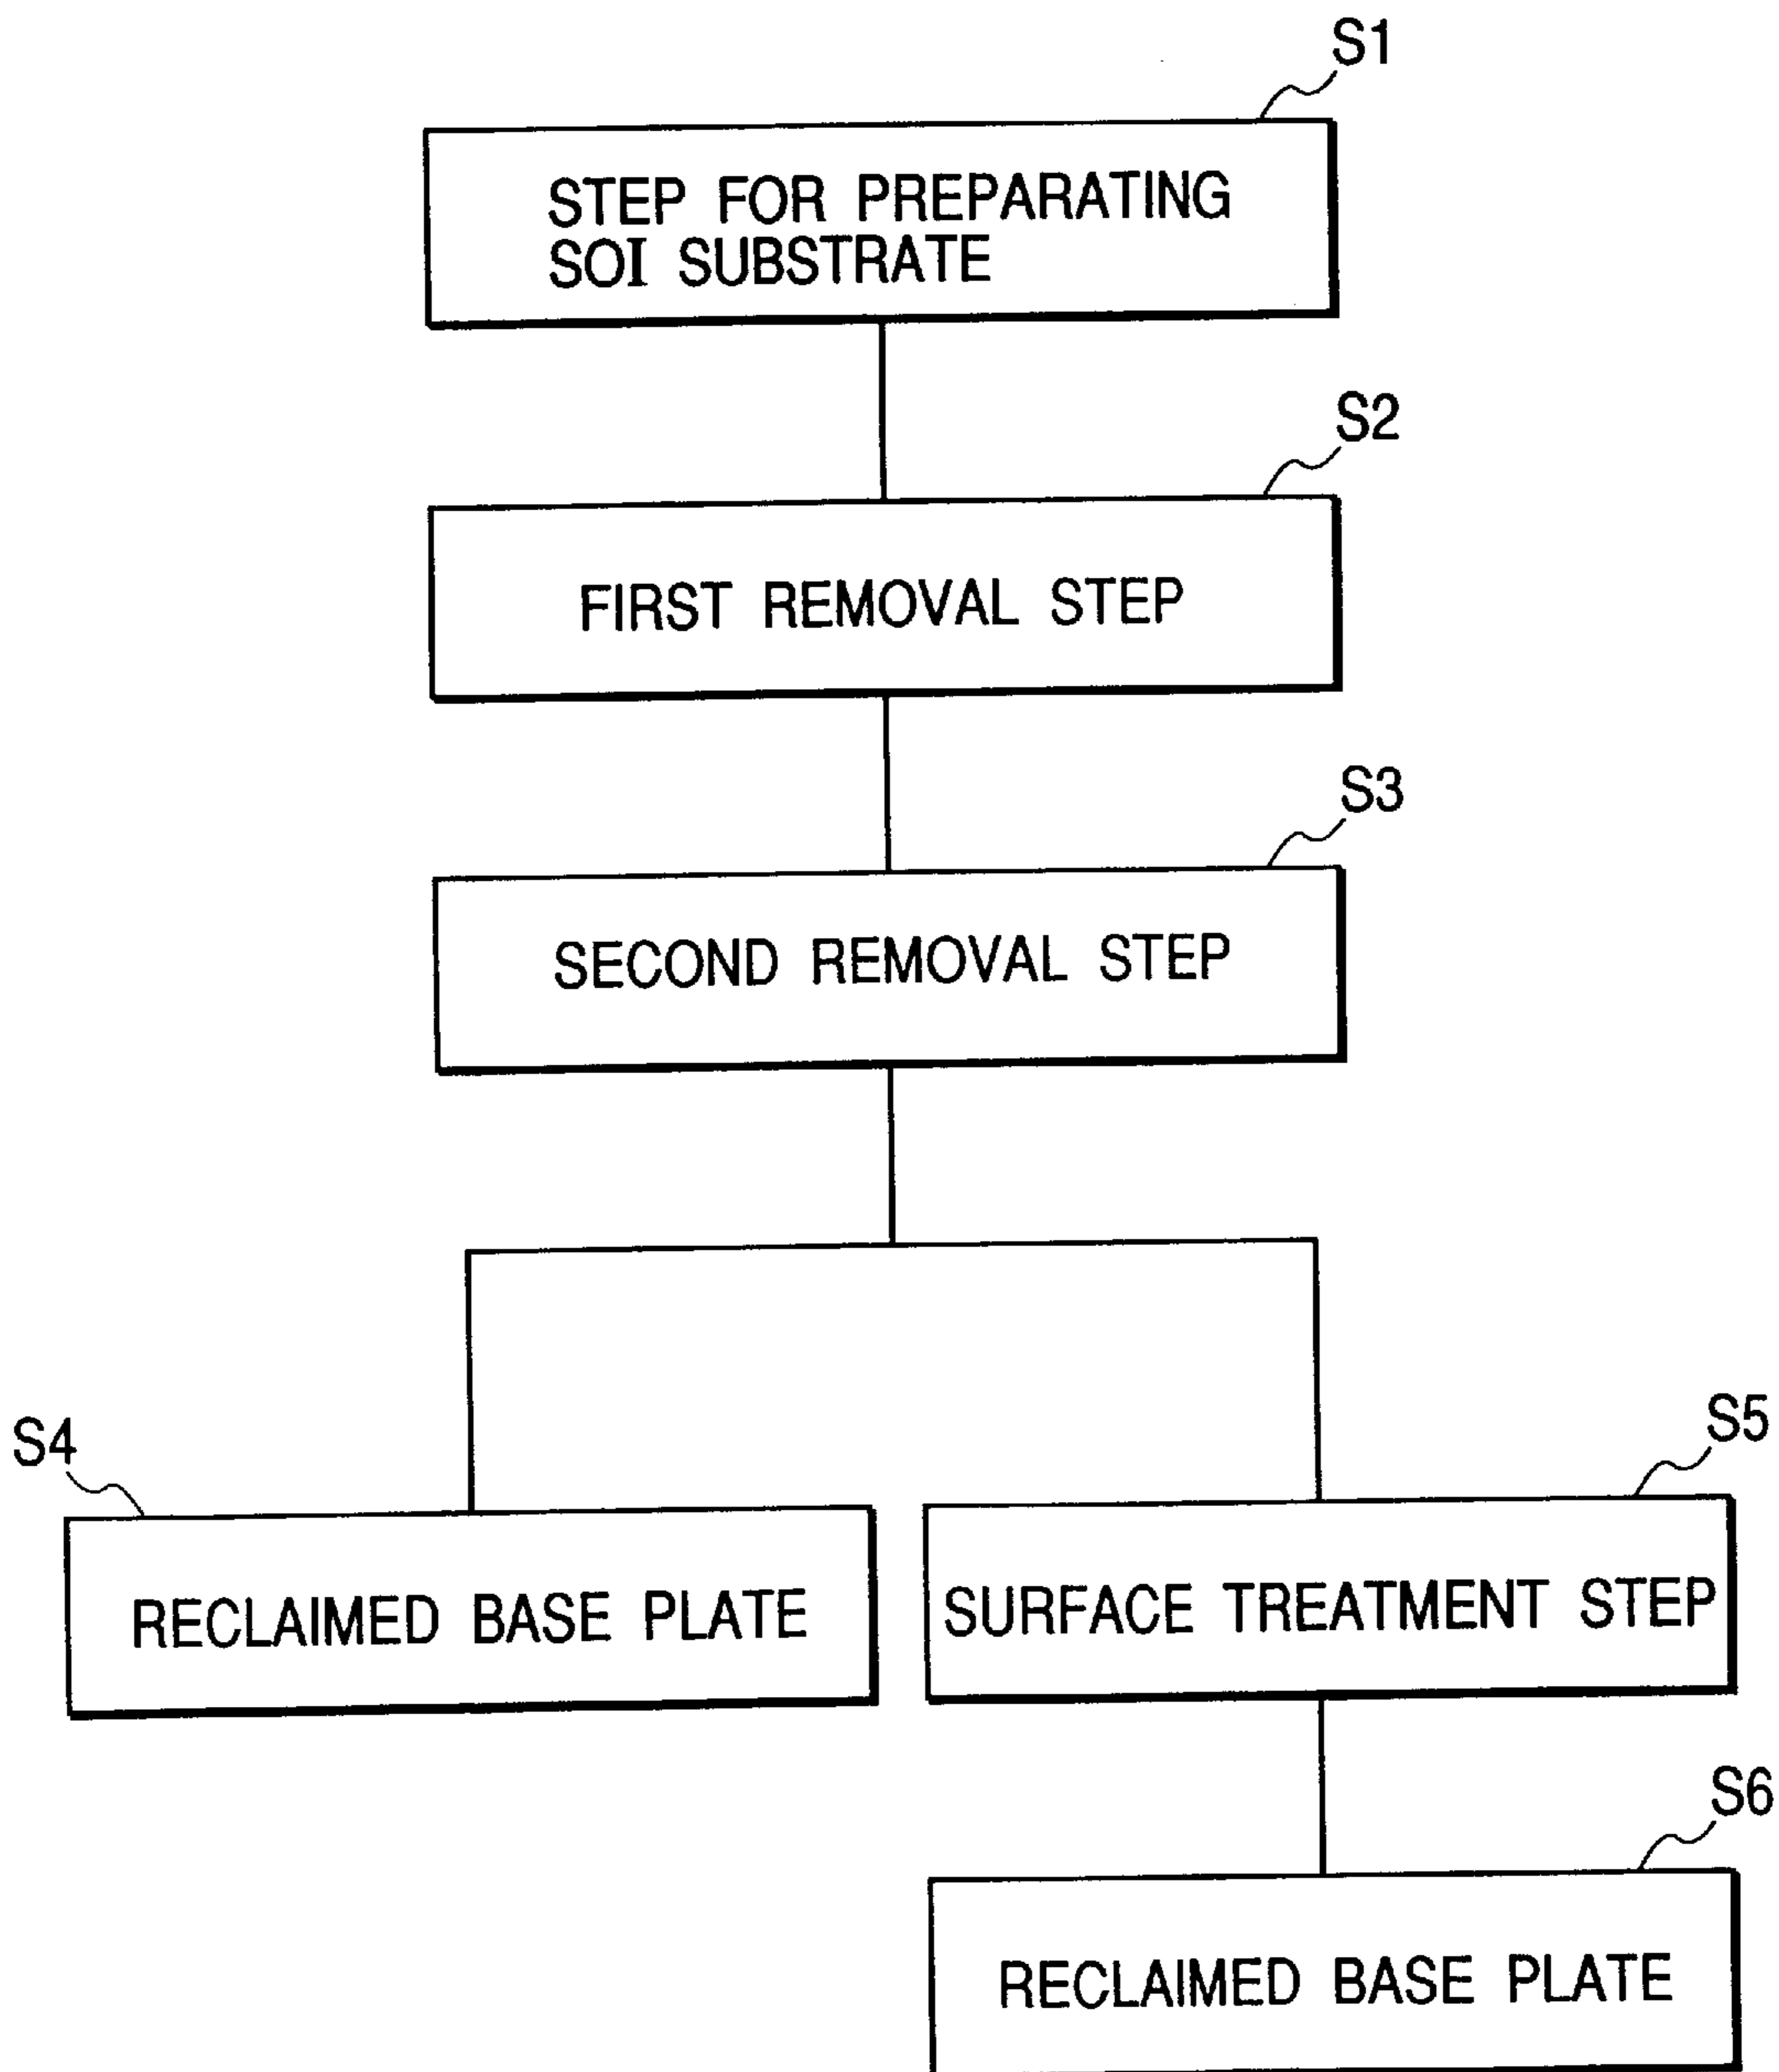 S1
STEP FOR PREPARATING
SOI SUBSTRATE
S2
FIRST REMOVAL STEP
S3
SECOND REMOVAL STEP
S4
RECLAIMED BASE PLATE
S5
SURFACE TREATMENT STEP
S6
RECLAIMED BASE PLATE